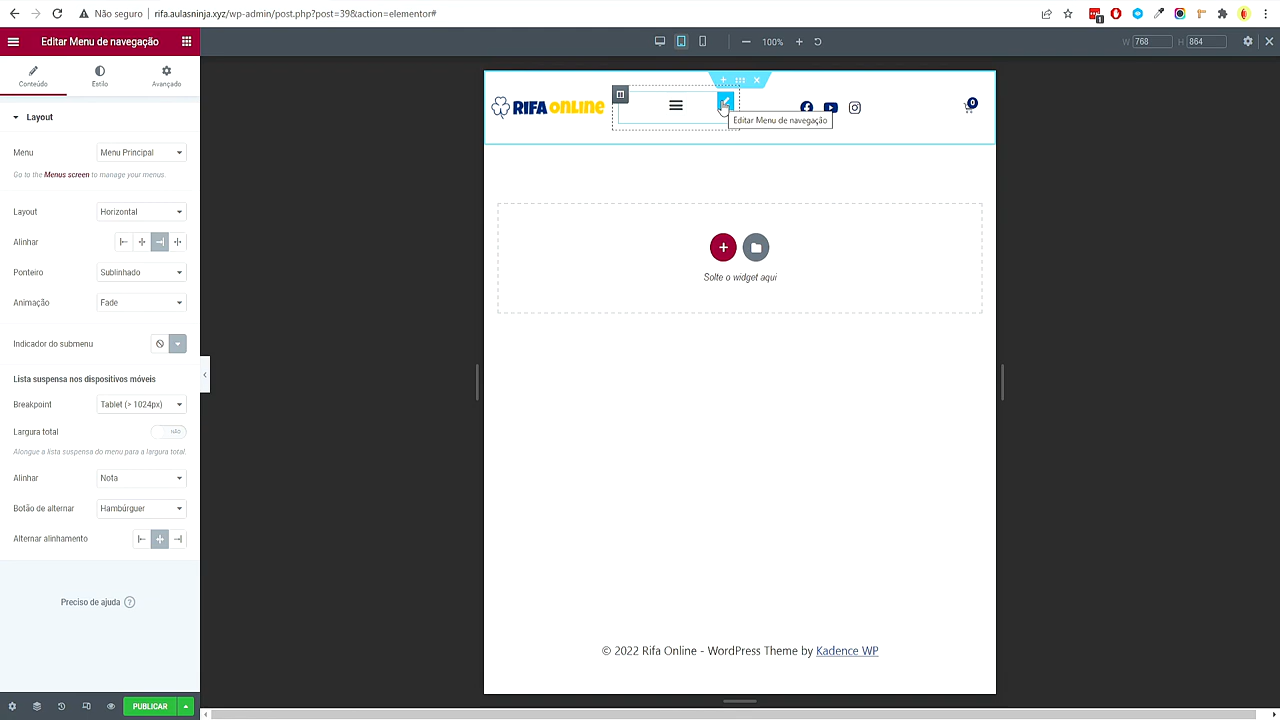 Não seguro | rifa.aulasninja.xyz/wp-admin/post.php?post=39&action=elementor#
1
Editar Menu de navegação
100%
W 768 H 864
Conteúdo Estilo Avançado
RIFA ONLINE
0
Editar Menu de navegação
Layout
Menu Menu Principal
Go to the Menus screen to manage your menus.
Layout Horizontal
Alinhar
Ponteiro Sublinhado
Animação Fade
Solte o widget aqui
Indicador do submenu
Lista suspensa nos dispositivos móveis
Breakpoint Tablet (> 1024px)
Largura total NÃO
Alongue a lista suspensa do menu para a largura total.
Alinhar Nota
Botão de alternar Hambúrguer
Alternar alinhamento
Preciso de ajuda ?
© 2022 Rifa Online - WordPress Theme by Kadence WP
PUBLICAR